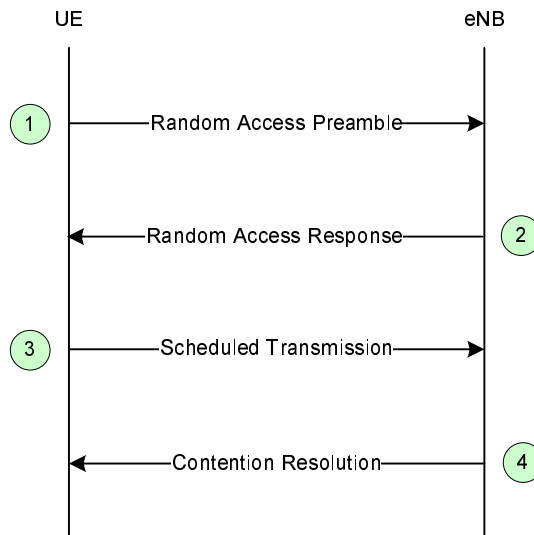 UE eNB
1 Random Access Preamble
Random Access Response 2
3 Scheduled Transmission
Contention Resolution 4